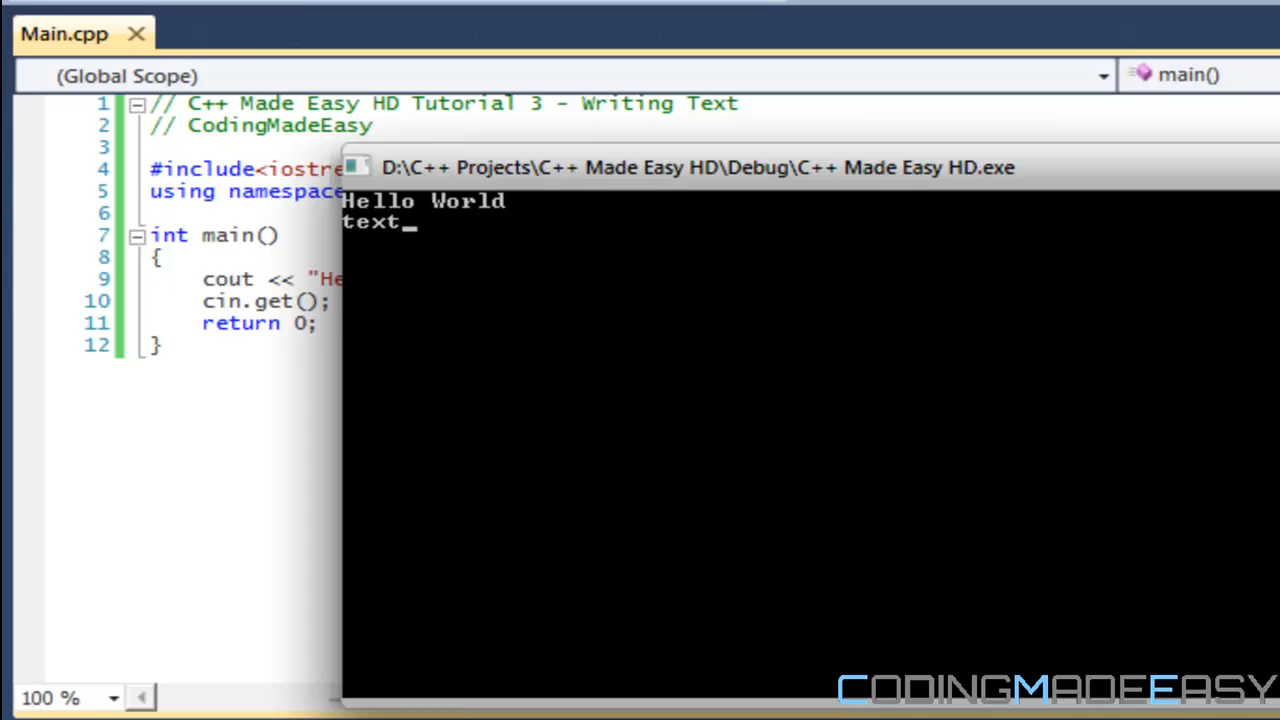 Main.cpp
(Global Scope)
main()
1 // C++ Made Easy HD Tutorial 3 - Writing Text
2 // CodingMadeEasy
3
4 #include<iostre
5 using namespace
6
7 int main()
8 {
9 cout << "He
10 cin.get();
11 return 0;
12 }
D:\C++ Projects\C++ Made Easy HD\Debug\C++ Made Easy HD.exe
Hello World
text_
100 %
CODINGMADEEASY